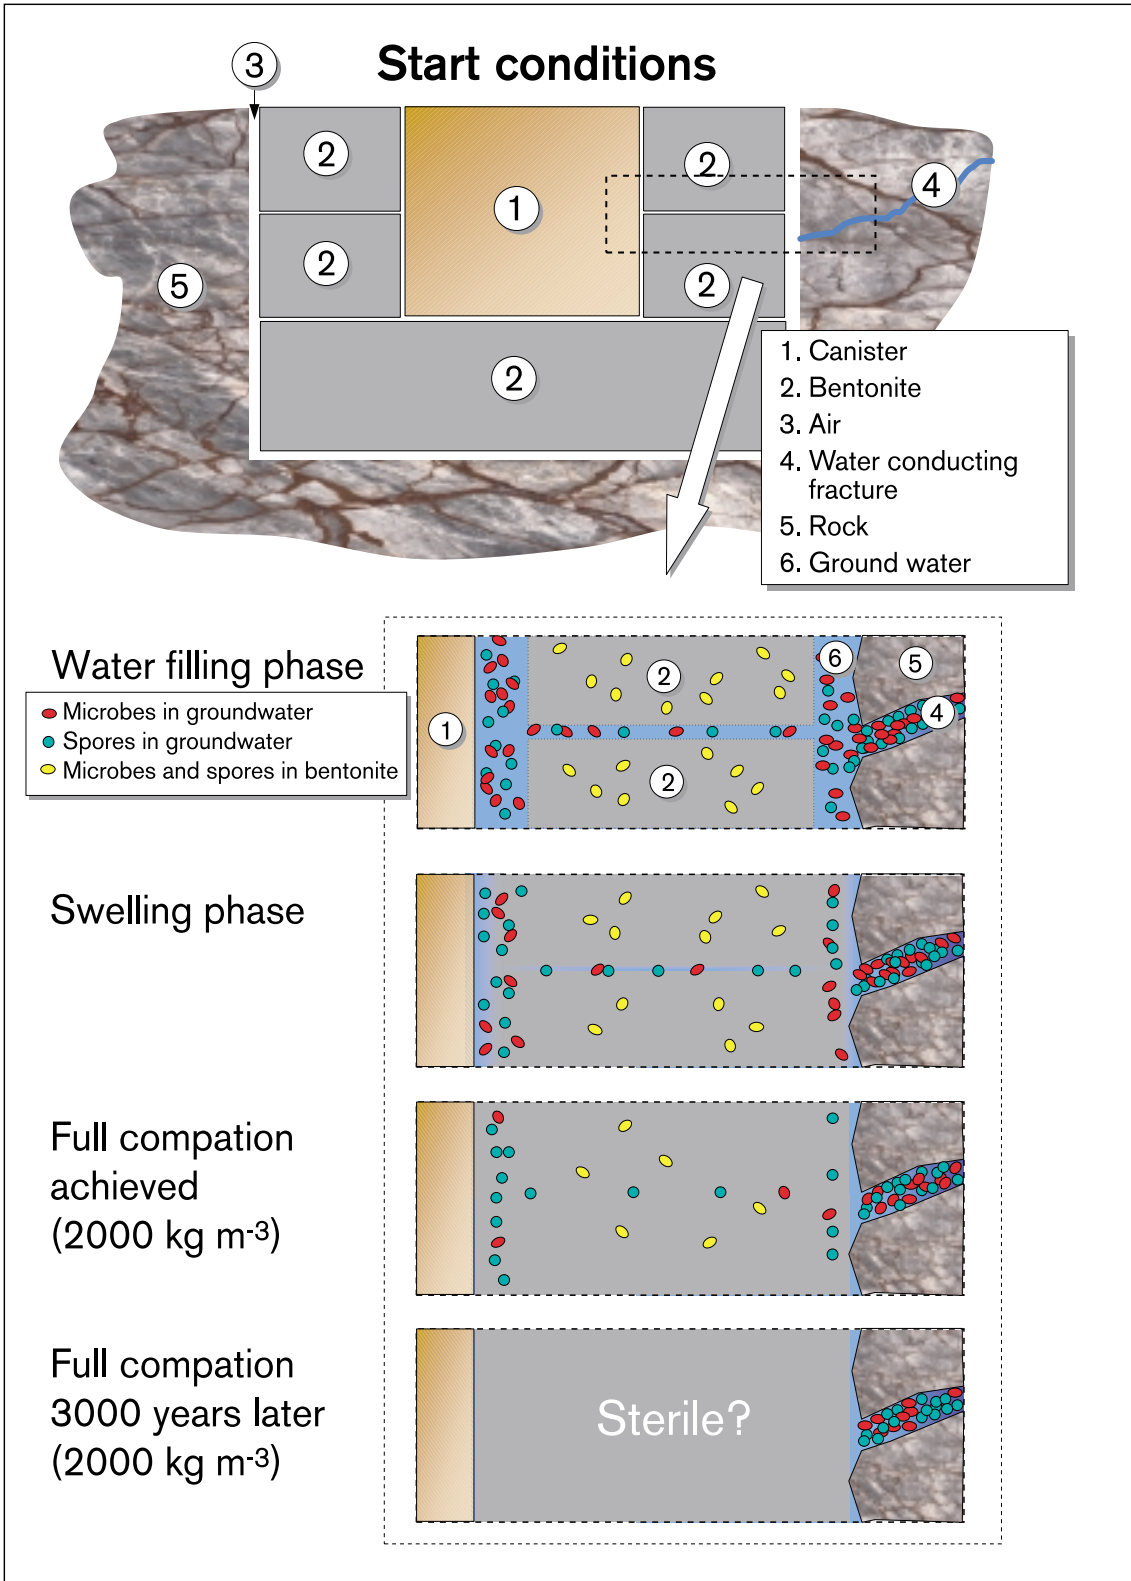 Start conditions
3
2
2
1
4
2
5
2
2
1. Canister
2. Bentonite
3. Air
4. Water conducting
fracture
5. Rock
6. Ground water
Water filling phase
Microbes in groundwater
Spores in groundwater
Microbes and spores in bentonite
6
5
2
4
1
2
Swelling phase
Full compation
achieved
(2000 kg m-3)
Full compation
3000 years later
(2000 kg m-3)
Sterile?